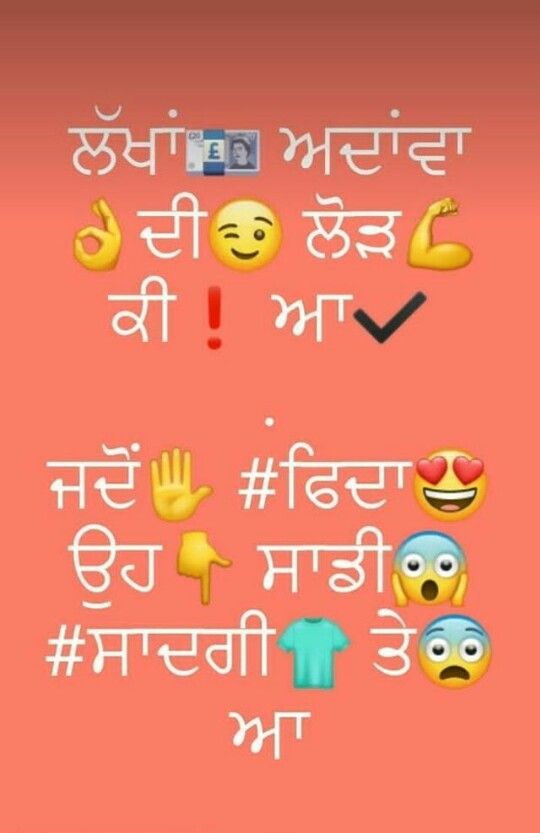 ਲੱਖਾਂ💷 ਅਦਾਂਵਾ
👌ਦੀ😉 ਲੋੜ💪
ਕੀ❗ ਆ✔
.
ਜਦੋਂ✋ #ਫਿਦਾ😍
ਉਹ👇 ਸਾਡੀ😱
#ਸਾਦਗੀ👕 ਤੇ😨
ਆ